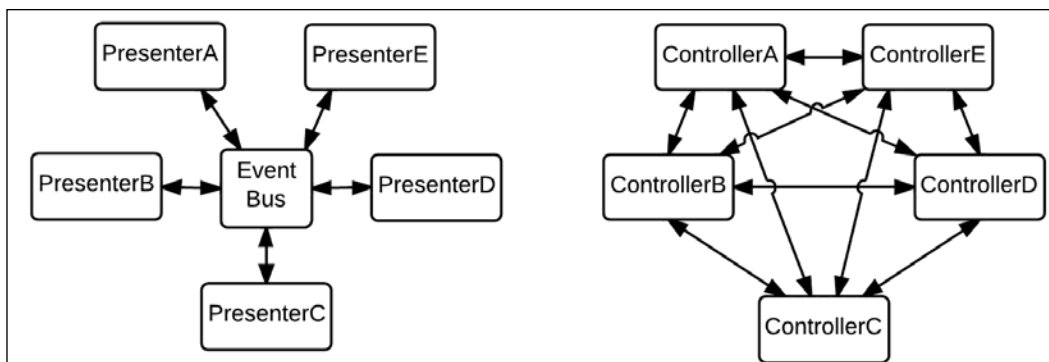 PresenterA
PresenterE
PresenterB
Event
Bus
PresenterD
PresenterC
ControllerA
ControllerE
ControllerB
ControllerD
ControllerC